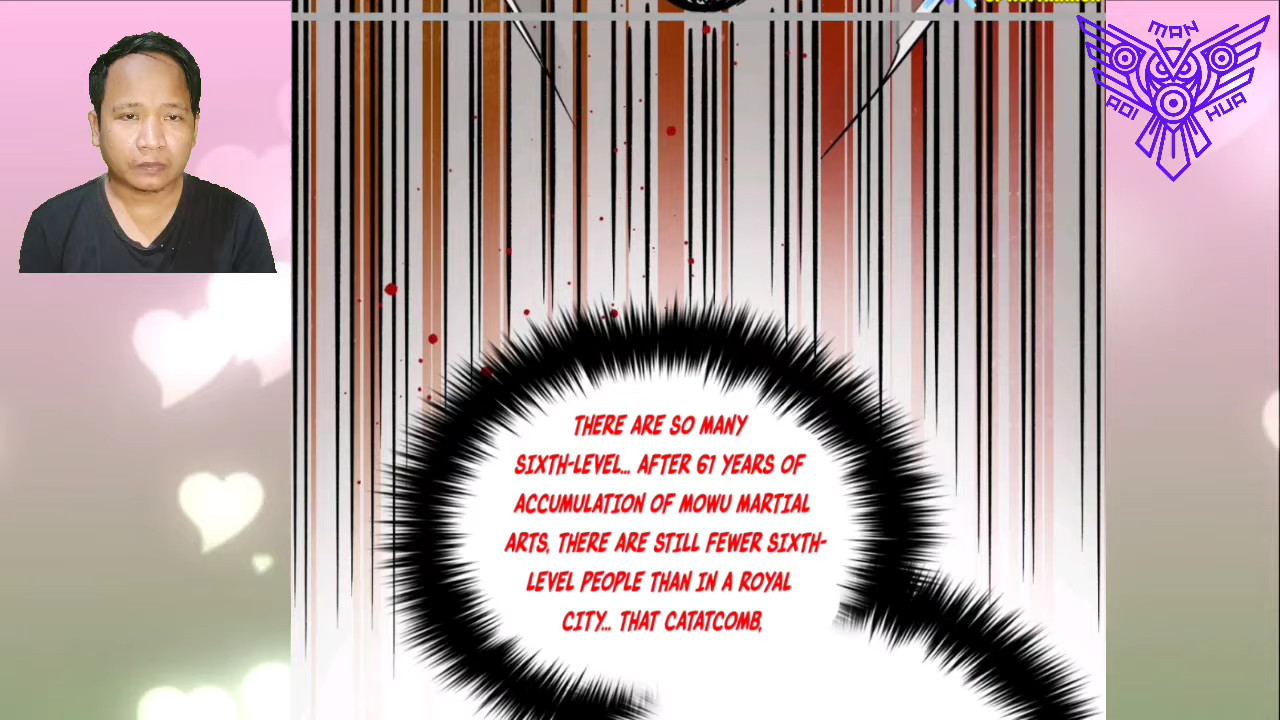 MAN
AOI HUA
THERE ARE SO MANY
SIXTH-LEVEL... AFTER 61 YEARS OF
ACCUMULATION OF MOWU MARTIAL
ARTS, THERE ARE STILL FEWER SIXTH-
LEVEL PEOPLE THAN IN A ROYAL
CITY... THAT CATATCOMB,